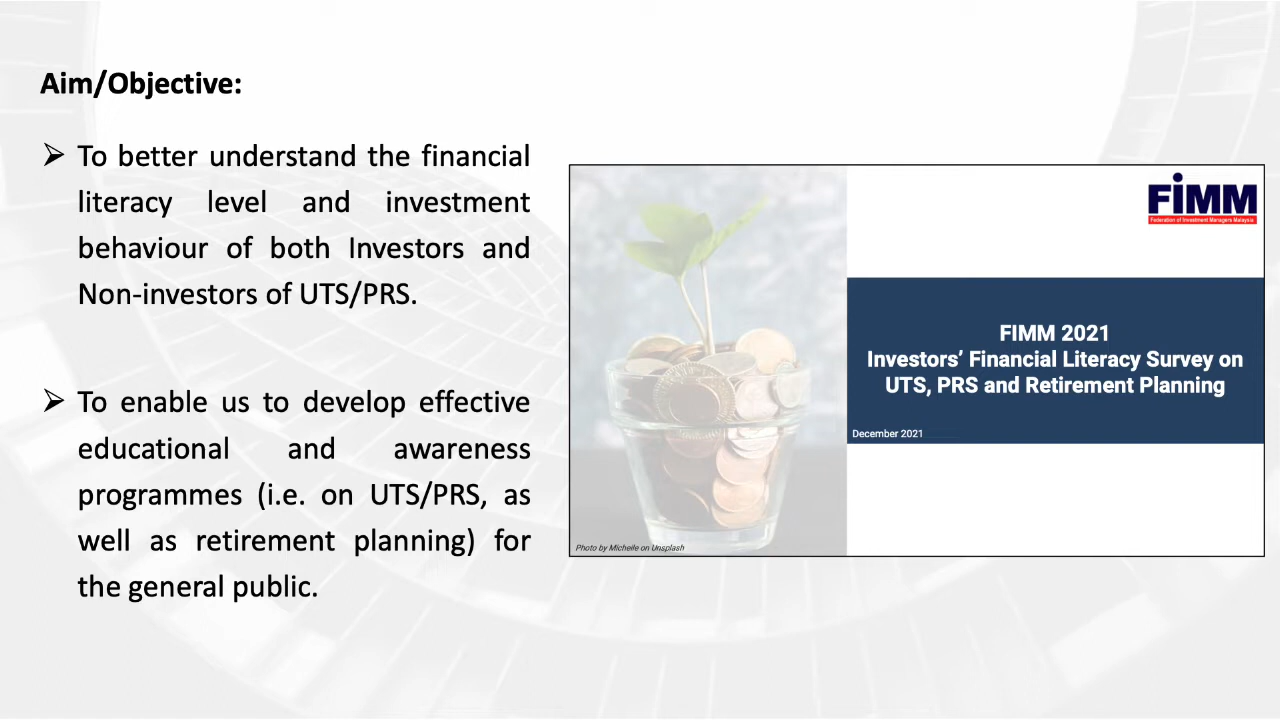 Aim/Objective:
➢ To better understand the financial
literacy level and investment
behaviour of both Investors and
Non-investors of UTS/PRS.
➢ To enable us to develop effective
educational and awareness
programmes (i.e. on UTS/PRS, as
well as retirement planning) for
the general public.
FiMM
Federation of Investment Managers Malaysia
FIMM 2021
Investors’ Financial Literacy Survey on
UTS, PRS and Retirement Planning
December 2021
Photo by Micheile on Unsplash